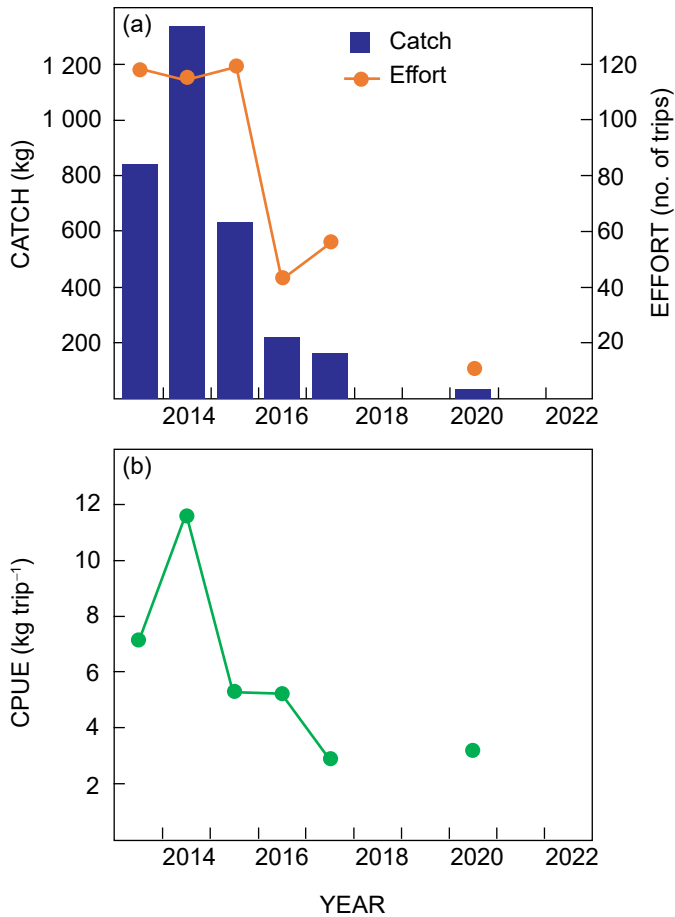 (a)
Catch
Effort
CATCH (kg)
1 200
1 000
800
600
400
200
EFFORT (no. of trips)
120
100
80
60
40
20
2014 2016 2018 2020 2022
(b)
CPUE (kg trip⁻¹)
12
10
8
6
4
2
2014 2016 2018 2020 2022
YEAR